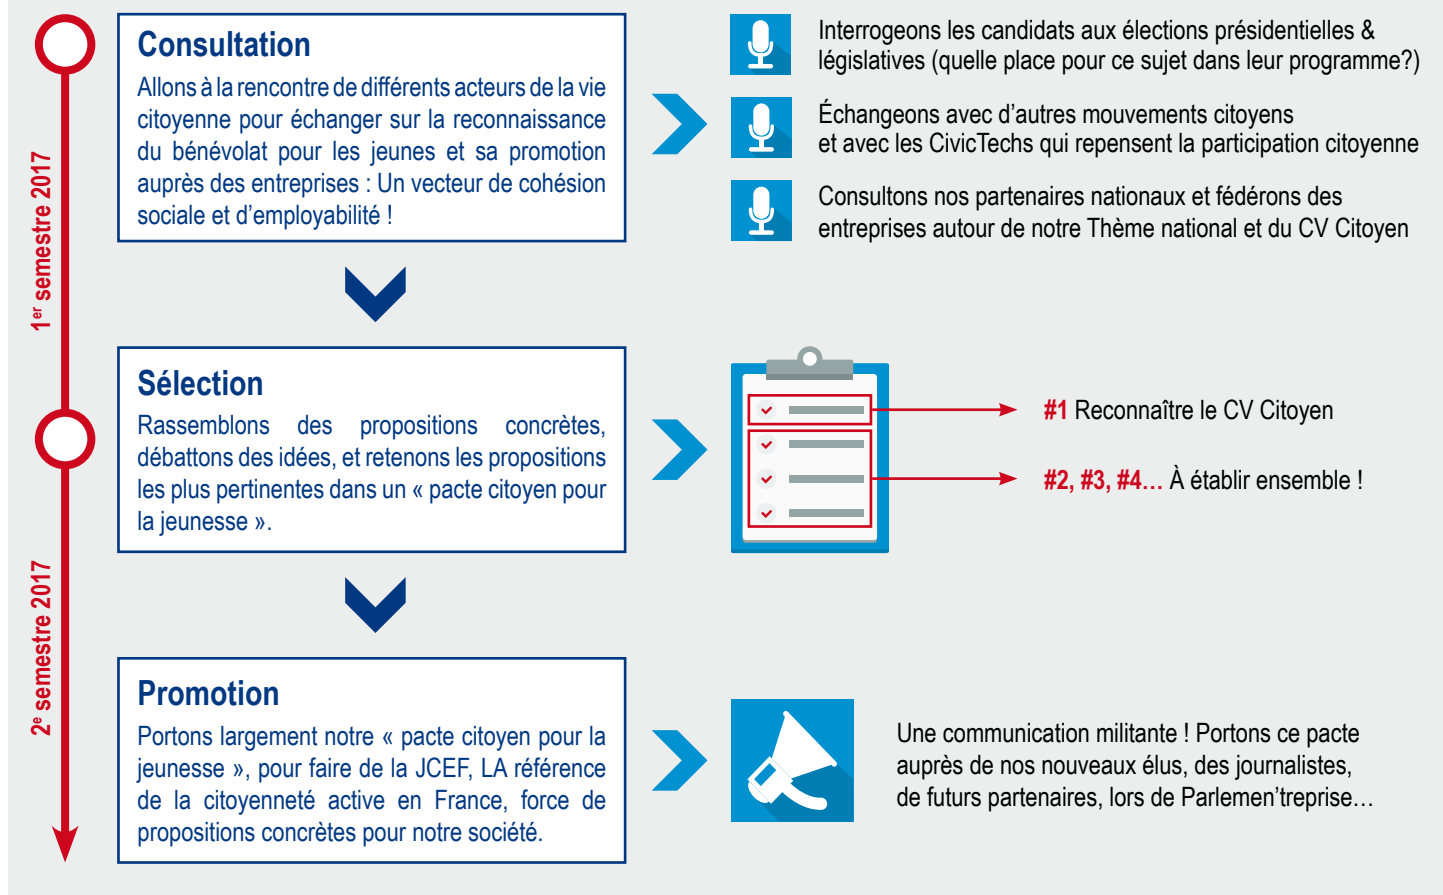 1er semestre 2017
Consultation
Allons à la rencontre de différents acteurs de la vie
citoyenne pour échanger sur la reconnaissance
du bénévolat pour les jeunes et sa promotion
auprès des entreprises : Un vecteur de cohésion
sociale et d’employabilité !
Interrogeons les candidats aux élections présidentielles &
législatives (quelle place pour ce sujet dans leur programme?)
Échangeons avec d’autres mouvements citoyens
et avec les CivicTechs qui repensent la participation citoyenne
Consultons nos partenaires nationaux et fédérons des
entreprises autour de notre Thème national et du CV Citoyen
Sélection
Rassemblons des propositions concrètes,
débattons des idées, et retenons les propositions
les plus pertinentes dans un « pacte citoyen pour
la jeunesse ».
#1 Reconnaître le CV Citoyen
#2, #3, #4… À établir ensemble !
2e semestre 2017
Promotion
Portons largement notre « pacte citoyen pour la
jeunesse », pour faire de la JCEF, LA référence
de la citoyenneté active en France, force de
propositions concrètes pour notre société.
Une communication militante ! Portons ce pacte
auprès de nos nouveaux élus, des journalistes,
de futurs partenaires, lors de Parlemen’treprise…